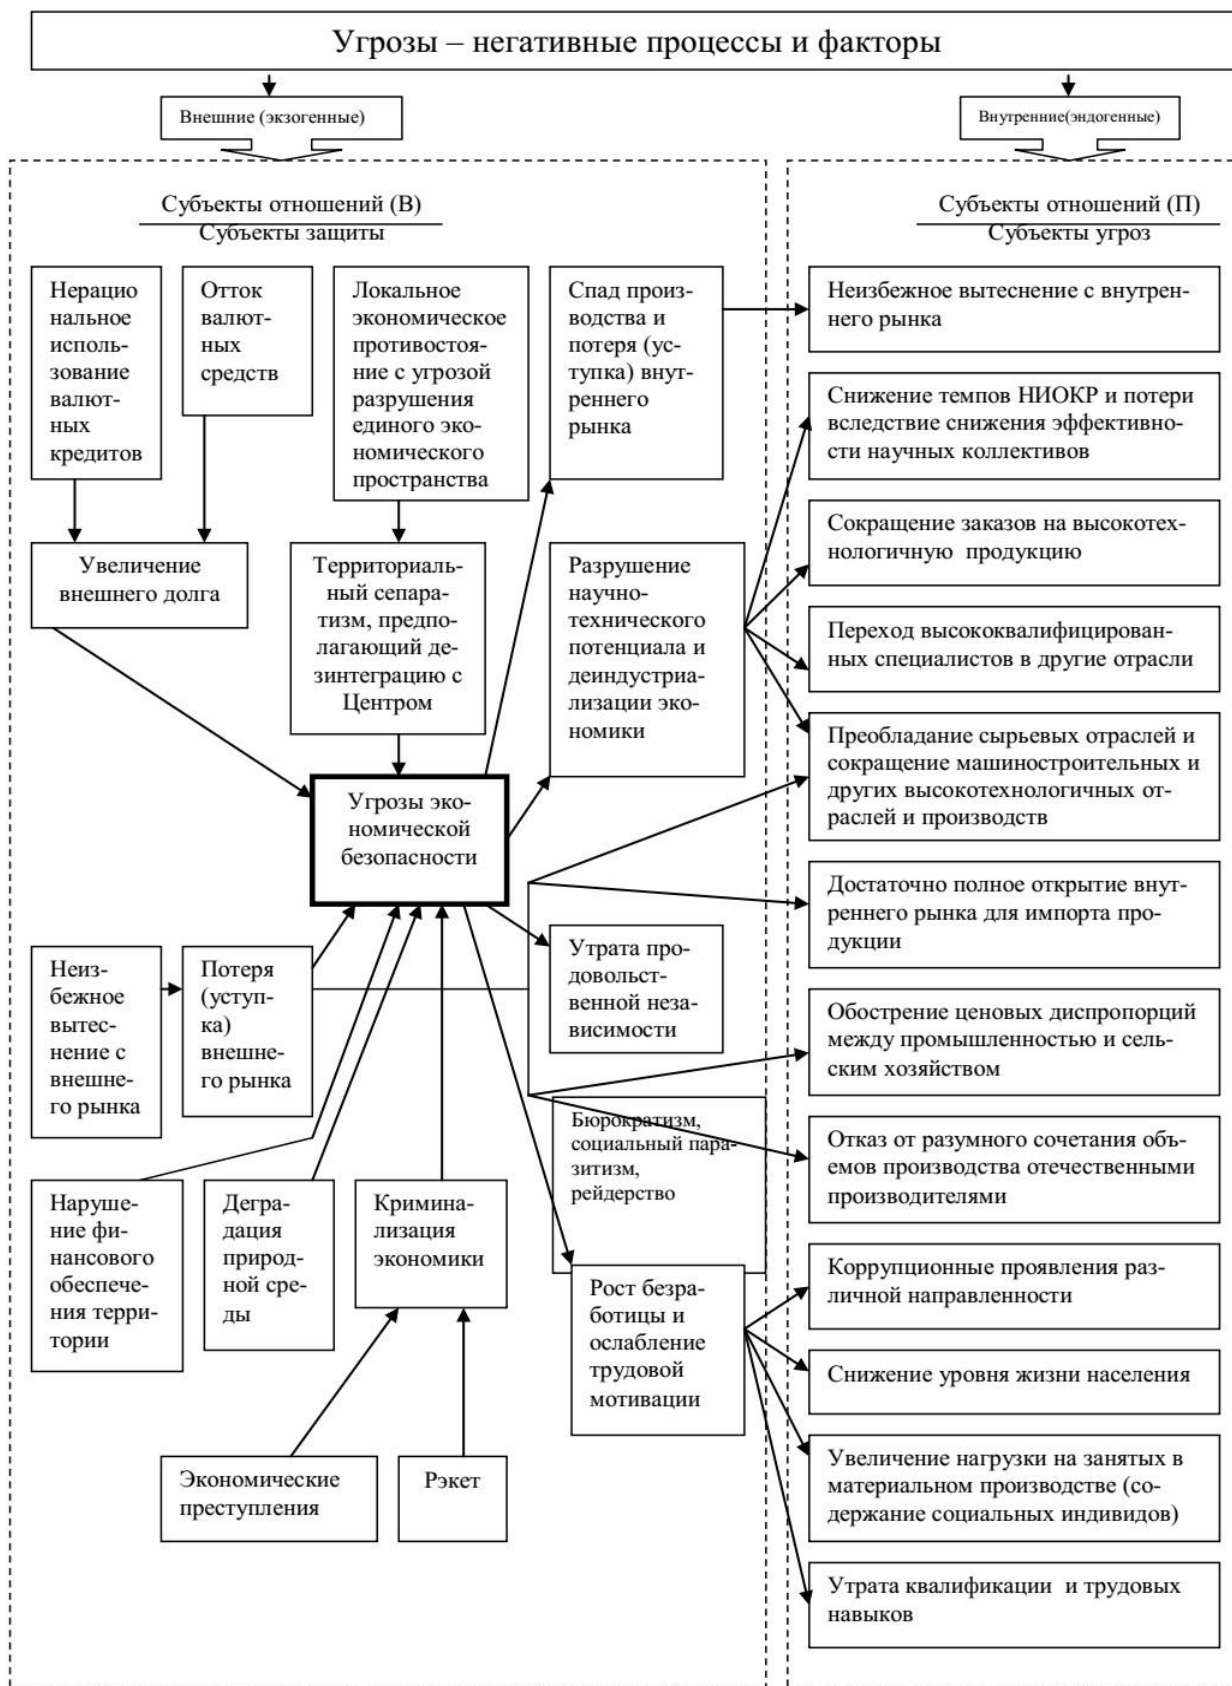 Угрозы – негативные процессы и факторы
Внешние (экзогенные)
Внутренние(эндогенные)
Субъекты отношений (В)
Субъекты защиты
Субъекты отношений (П)
Субъекты угроз
Нерацио
нальное
исполь-
зование
валют-
ных
кредитов
Отток
валют-
ных
средств
Локальное
экономическое
противостоя-
ние с угрозой
разрушения
единого эко-
номического
пространства
Спад произ-
водства и
потеря (ус-
тупка) внут-
реннего
рынка
Неизбежное вытеснение с внутрен-
него рынка
Снижение темпов НИОКР и потери
вследствие снижения эффективно-
сти научных коллективов
Увеличение
внешнего долга
Территориаль-
ный сепара-
тизм, предпо-
лагающий де-
зинтеграцию с
Центром
Разрушение
научно-
технического
потенциала и
деиндустриа-
лизации эко-
номики
Сокращение заказов на высокотех-
нологичную продукцию
Переход высококвалифицирован-
ных специалистов в другие отрасли
Преобладание сырьевых отраслей и
сокращение машиностроительных и
других высокотехнологичных от-
раслей и производств
Угрозы эко-
номической
безопасности
Достаточно полное открытие внут-
реннего рынка для импорта про-
дукции
Неиз-
бежное
вытес-
нение с
внешне-
го рынка
Потеря
(уступ-
ка)
внешне-
го рынка
Утрата про-
довольст-
венной неза-
висимости
Обострение ценовых диспропорций
между промышленностью и сель-
ским хозяйством
Бюрократизм,
социальный пара-
зитизм,
рейдерство
Отказ от разумного сочетания объ-
емов производства отечественными
производителями
Наруше-
ние фи-
нансового
обеспече-
ния терри-
тории
Дегра-
дация
природ-
ной сре-
ды
Кримина-
лизация
экономики
Рост безра-
ботицы и
ослабление
трудовой
мотивации
Коррупционные проявления раз-
личной направленности
Снижение уровня жизни населения
Экономические
преступления
Рэкет
Увеличение нагрузки на занятых в
материальном производстве (со-
держание социальных индивидов)
Утрата квалификации и трудовых
навыков